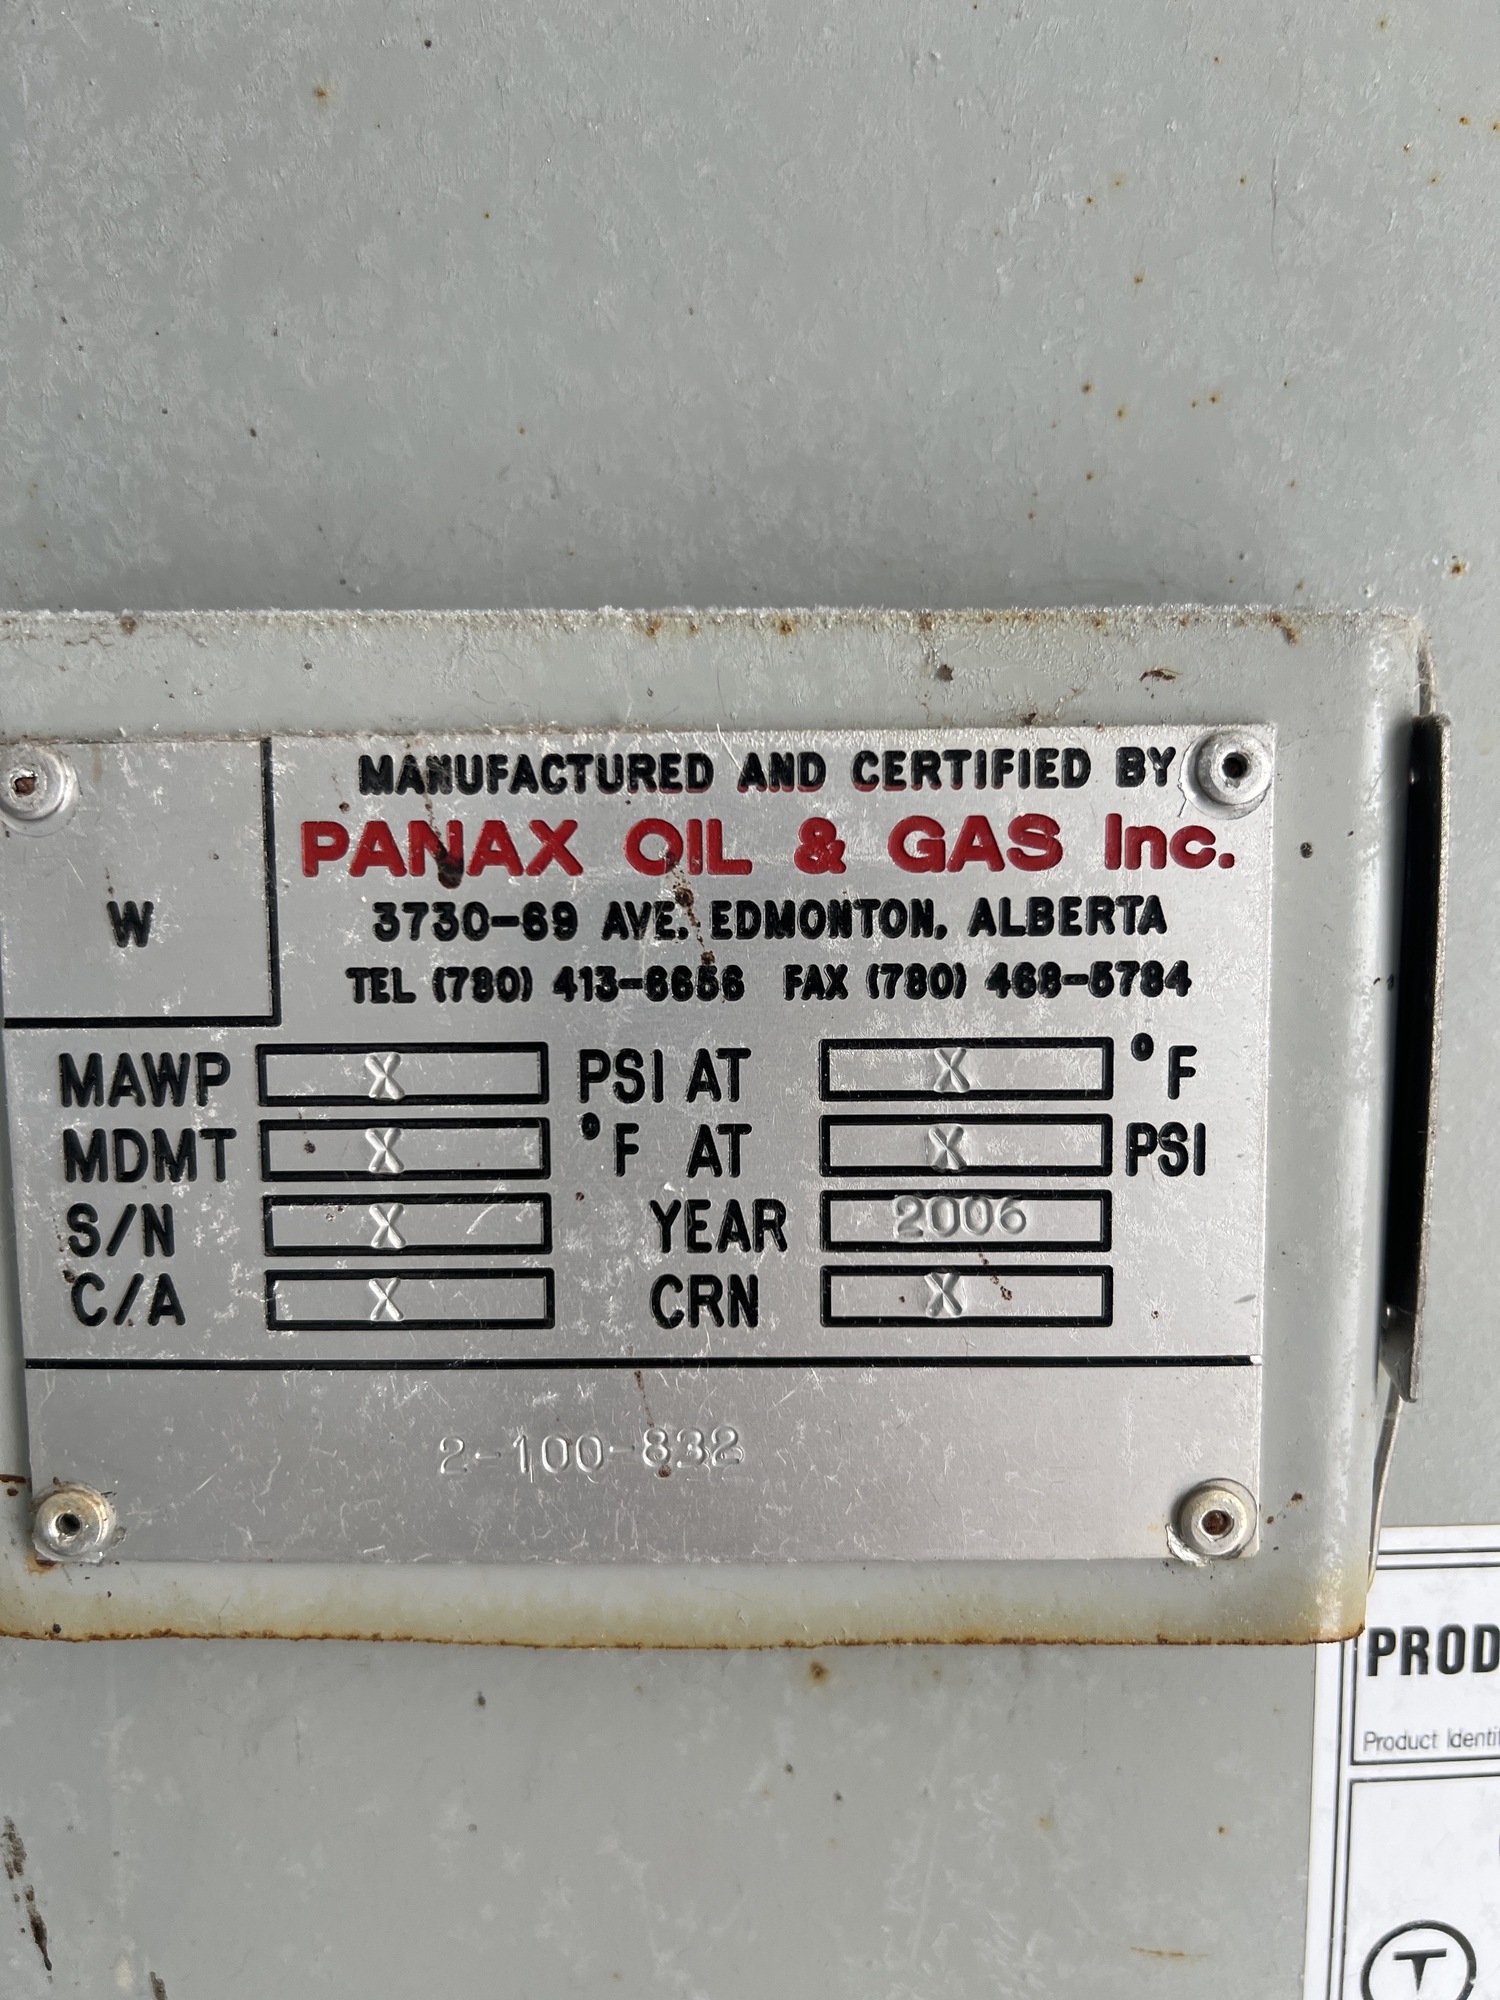 MANUFACTURED AND CERTIFIED BY
PANAX OIL & GAS Inc.
W
3730-69 AVE. EDMONTON, ALBERTA
TEL (780) 413-6656 FAX (780) 468-5784
MAWP X PSI AT X °F
MDMT X °F AT X PSI
S/N X YEAR 2006
C/A X CRN X
2-100-832
PROD
Product Identi
T